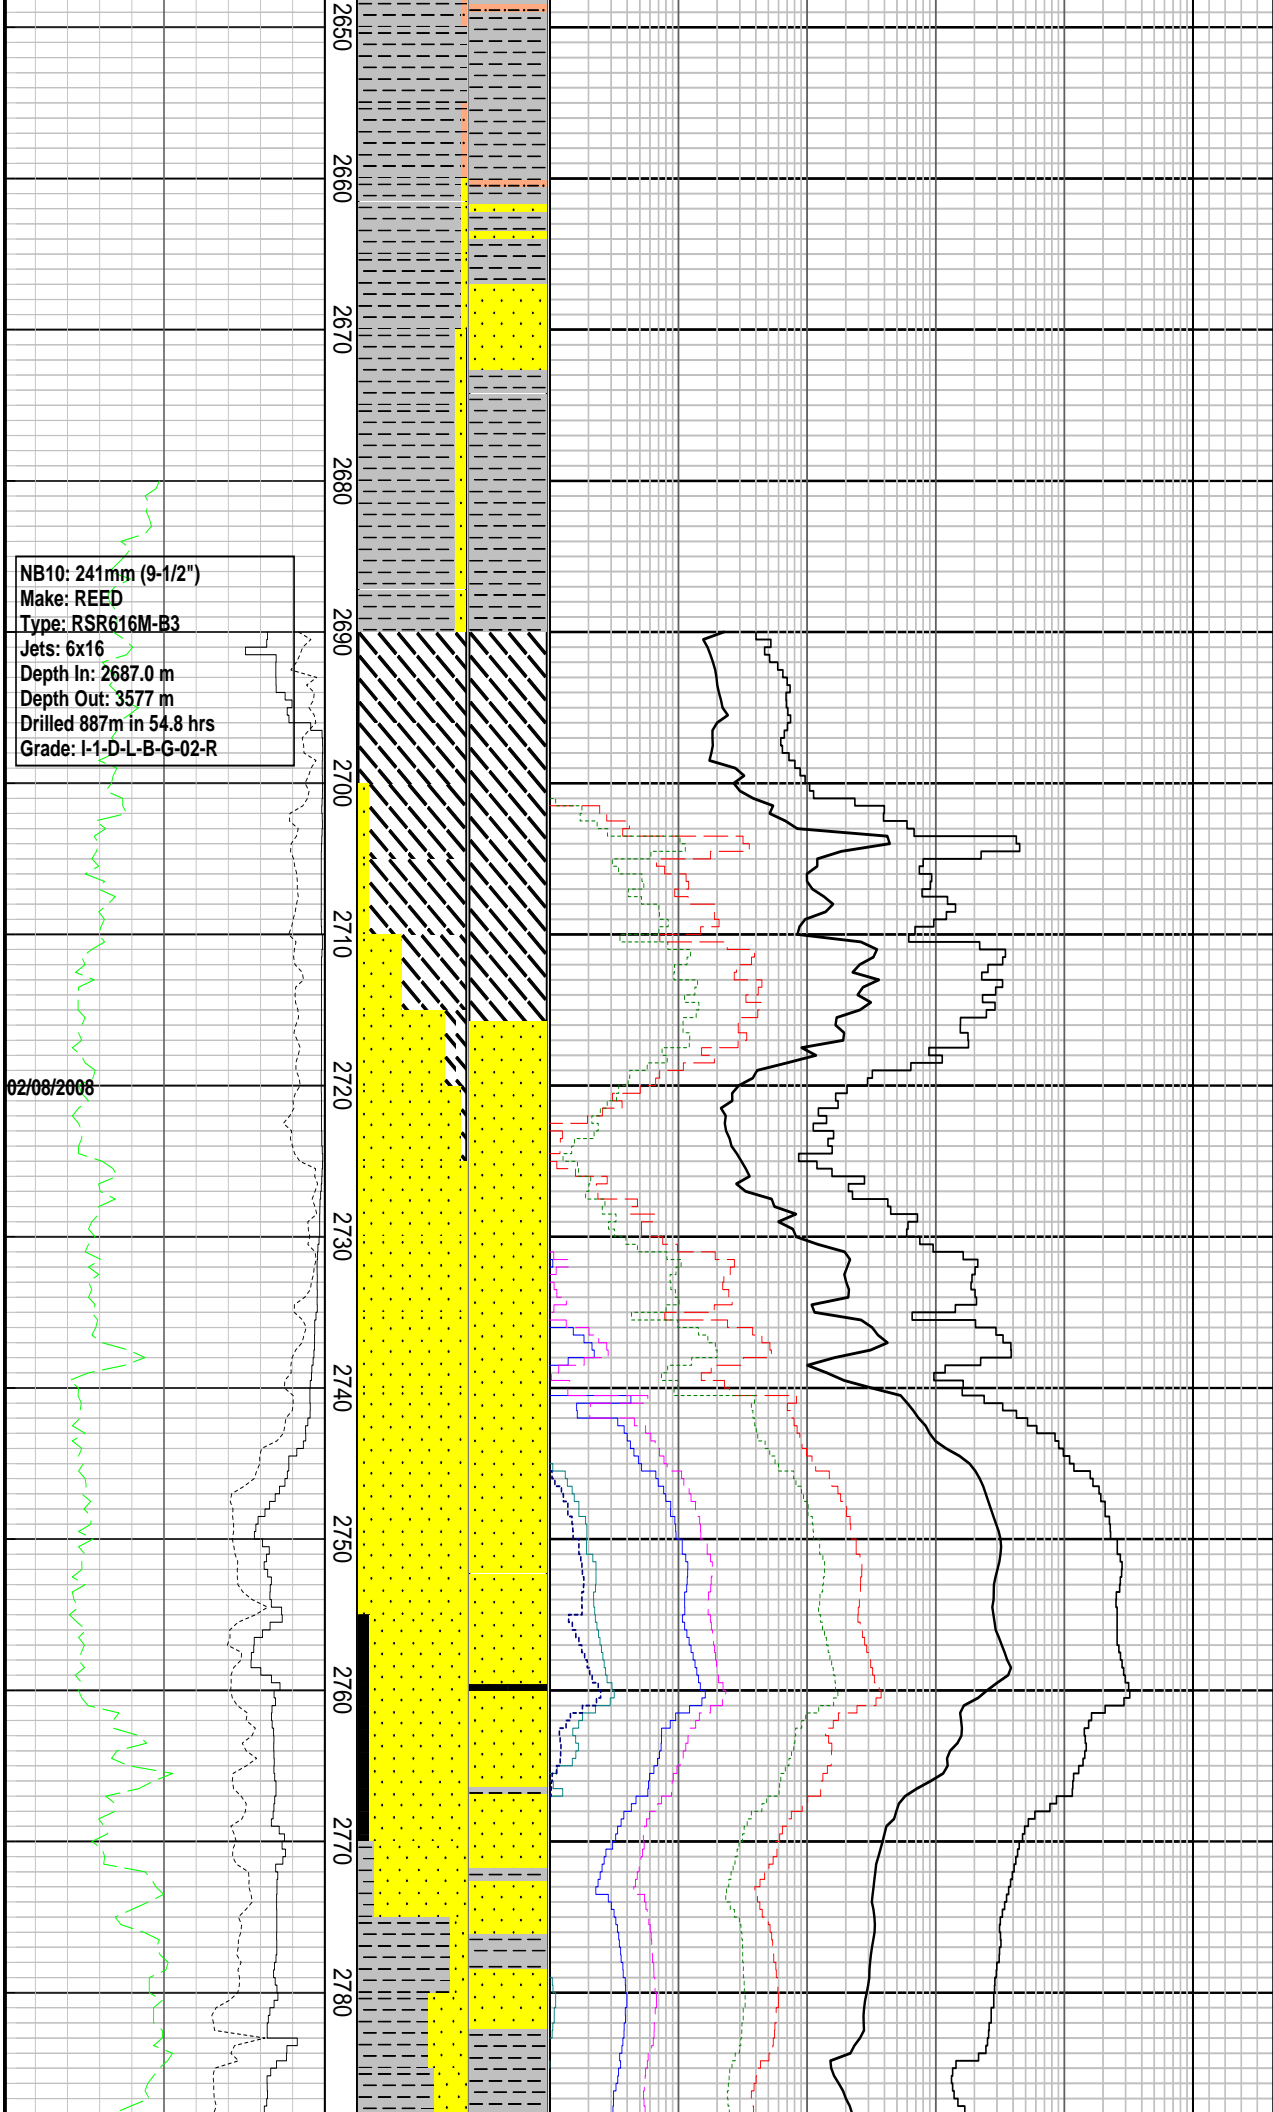 2650
2660
2670
2680
NB10: 241mm (9-1/2")
Make: REED
Type: RSR616M-B3
Jets: 6x16
Depth In: 2687.0 m
Depth Out: 3577 m
Drilled 887m in 54.8 hrs
Grade: I-1-D-L-B-G-02-R
2690
2700
2710
02/08/2008
2720
2730
2740
2750
2760
2770
2780